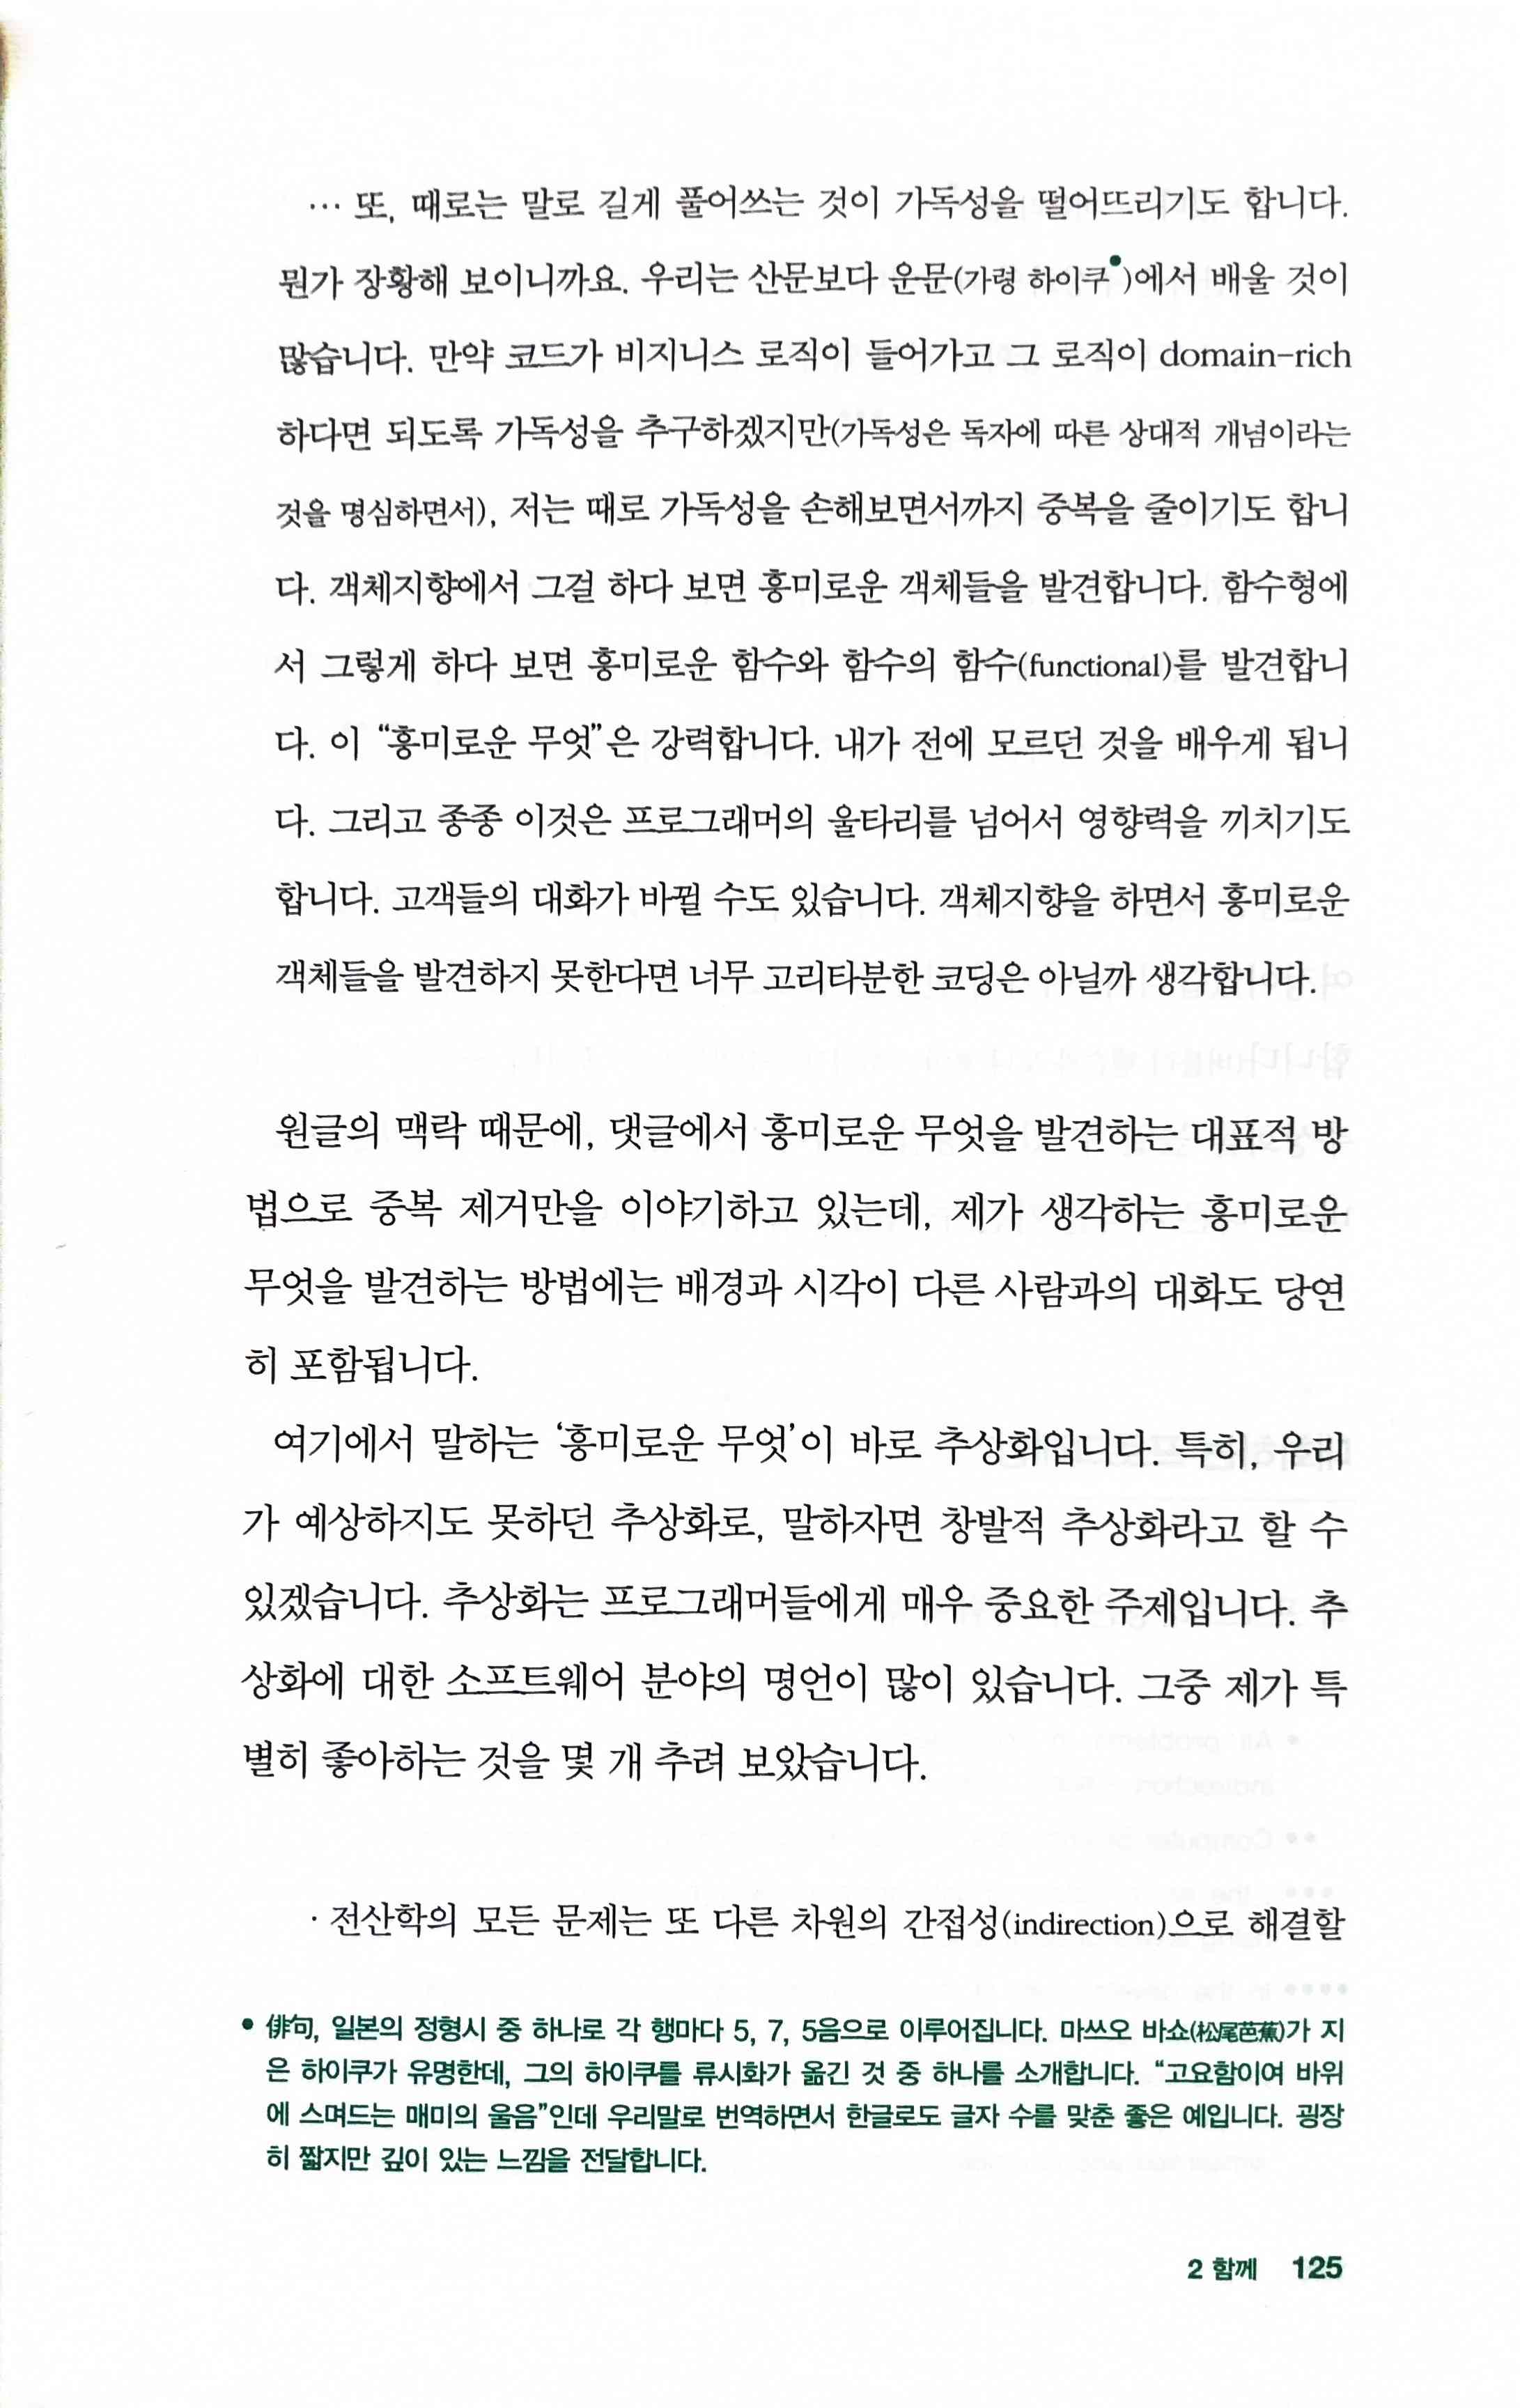 … 또, 때로는 말로 길게 풀어쓰는 것이 가독성을 떨어뜨리기도 합니다.
뭔가 장황해 보이니까요. 우리는 산문보다 운문(가령 하이쿠•)에서 배울 것이
많습니다. 만약 코드가 비지니스 로직이 들어가고 그 로직이 domain-rich
하다면 되도록 가독성을 추구하겠지만(가독성은 독자에 따른 상대적 개념이라는
것을 명심하면서), 저는 때로 가독성을 손해보면서까지 중복을 줄이기도 합니
다. 객체지향에서 그걸 하다 보면 흥미로운 객체들을 발견합니다. 함수형에
서 그렇게 하다 보면 흥미로운 함수와 함수의 함수(functional)를 발견합니
다. 이 “흥미로운 무엇”은 강력합니다. 내가 전에 모르던 것을 배우게 됩니
다. 그리고 종종 이것은 프로그래머의 울타리를 넘어서 영향력을 끼치기도
합니다. 고객들의 대화가 바뀔 수도 있습니다. 객체지향을 하면서 흥미로운
객체들을 발견하지 못한다면 너무 고리타분한 코딩은 아닐까 생각합니다.
원글의 맥락 때문에, 댓글에서 흥미로운 무엇을 발견하는 대표적 방
법으로 중복 제거만을 이야기하고 있는데, 제가 생각하는 흥미로운
무엇을 발견하는 방법에는 배경과 시각이 다른 사람과의 대화도 당연
히 포함됩니다.
여기에서 말하는 ‘흥미로운 무엇’이 바로 추상화입니다. 특히, 우리
가 예상하지도 못하던 추상화로, 말하자면 창발적 추상화라고 할 수
있겠습니다. 추상화는 프로그래머들에게 매우 중요한 주제입니다. 추
상화에 대한 소프트웨어 분야의 명언이 많이 있습니다. 그중 제가 특
별히 좋아하는 것을 몇 개 추려 보았습니다.
· 전산학의 모든 문제는 또 다른 차원의 간접성(indirection)으로 해결할
• 俳句, 일본의 정형시 중 하나로 각 행마다 5, 7, 5음으로 이루어집니다. 마쓰오 바쇼(松尾芭蕉)가 지
은 하이쿠가 유명한데, 그의 하이쿠를 류시화가 옮긴 것 중 하나를 소개합니다. “고요함이여 바위
에 스며드는 매미의 울음”인데 우리말로 번역하면서 한글로도 글자 수를 맞춘 좋은 예입니다. 굉장
히 짧지만 깊이 있는 느낌을 전달합니다.
2 함께 125